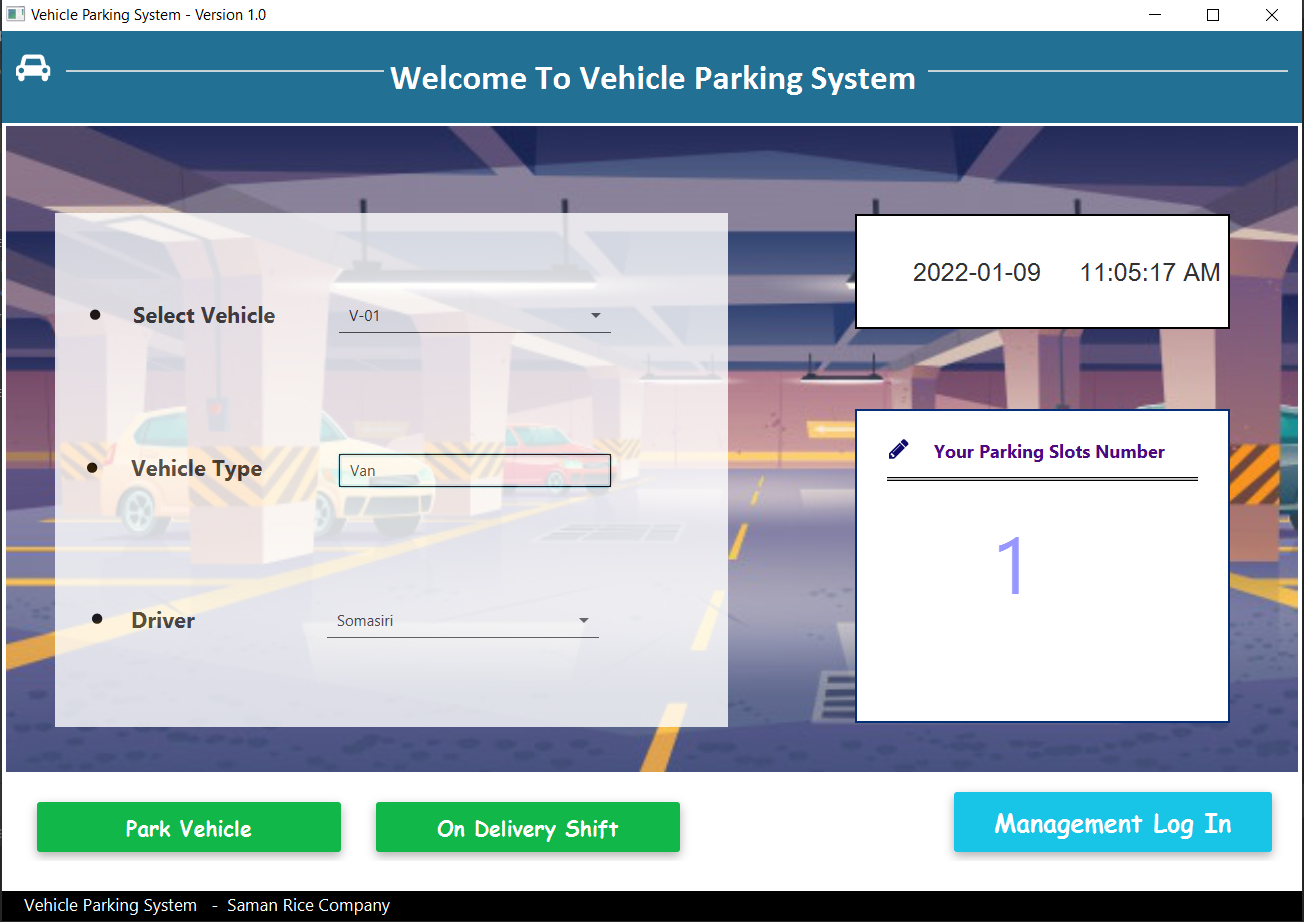 Vehicle Parking System - Version 1.0
Welcome To Vehicle Parking System
2022-01-09 11:05:17 AM
Select Vehicle V-01
Your Parking Slots Number
Vehicle Type Van
1
Driver Somasiri
Park Vehicle On Delivery Shift Management Log In
Vehicle Parking System - Saman Rice Company